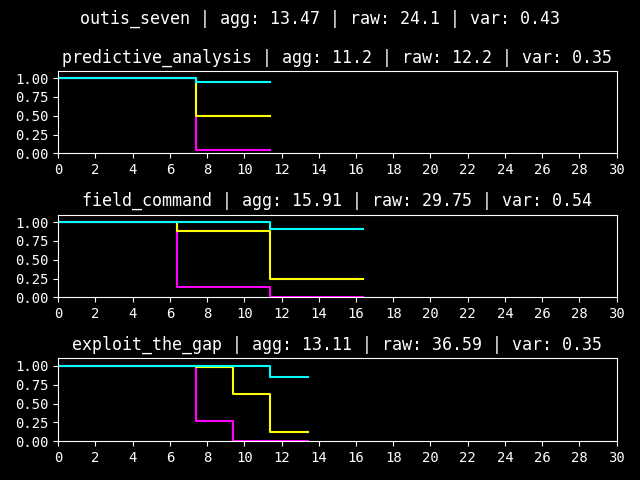 outis_seven | agg: 13.47 | raw: 24.1 | var: 0.43
predictive_analysis | agg: 11.2 | raw: 12.2 | var: 0.35
1.00
0.75
0.50
0.25
0.00
0 2 4 6 8 10 12 14 16 18 20 22 24 26 28 30
field_command | agg: 15.91 | raw: 29.75 | var: 0.54
1.00
0.75
0.50
0.25
0.00
0 2 4 6 8 10 12 14 16 18 20 22 24 26 28 30
exploit_the_gap | agg: 13.11 | raw: 36.59 | var: 0.35
1.00
0.75
0.50
0.25
0.00
0 2 4 6 8 10 12 14 16 18 20 22 24 26 28 30